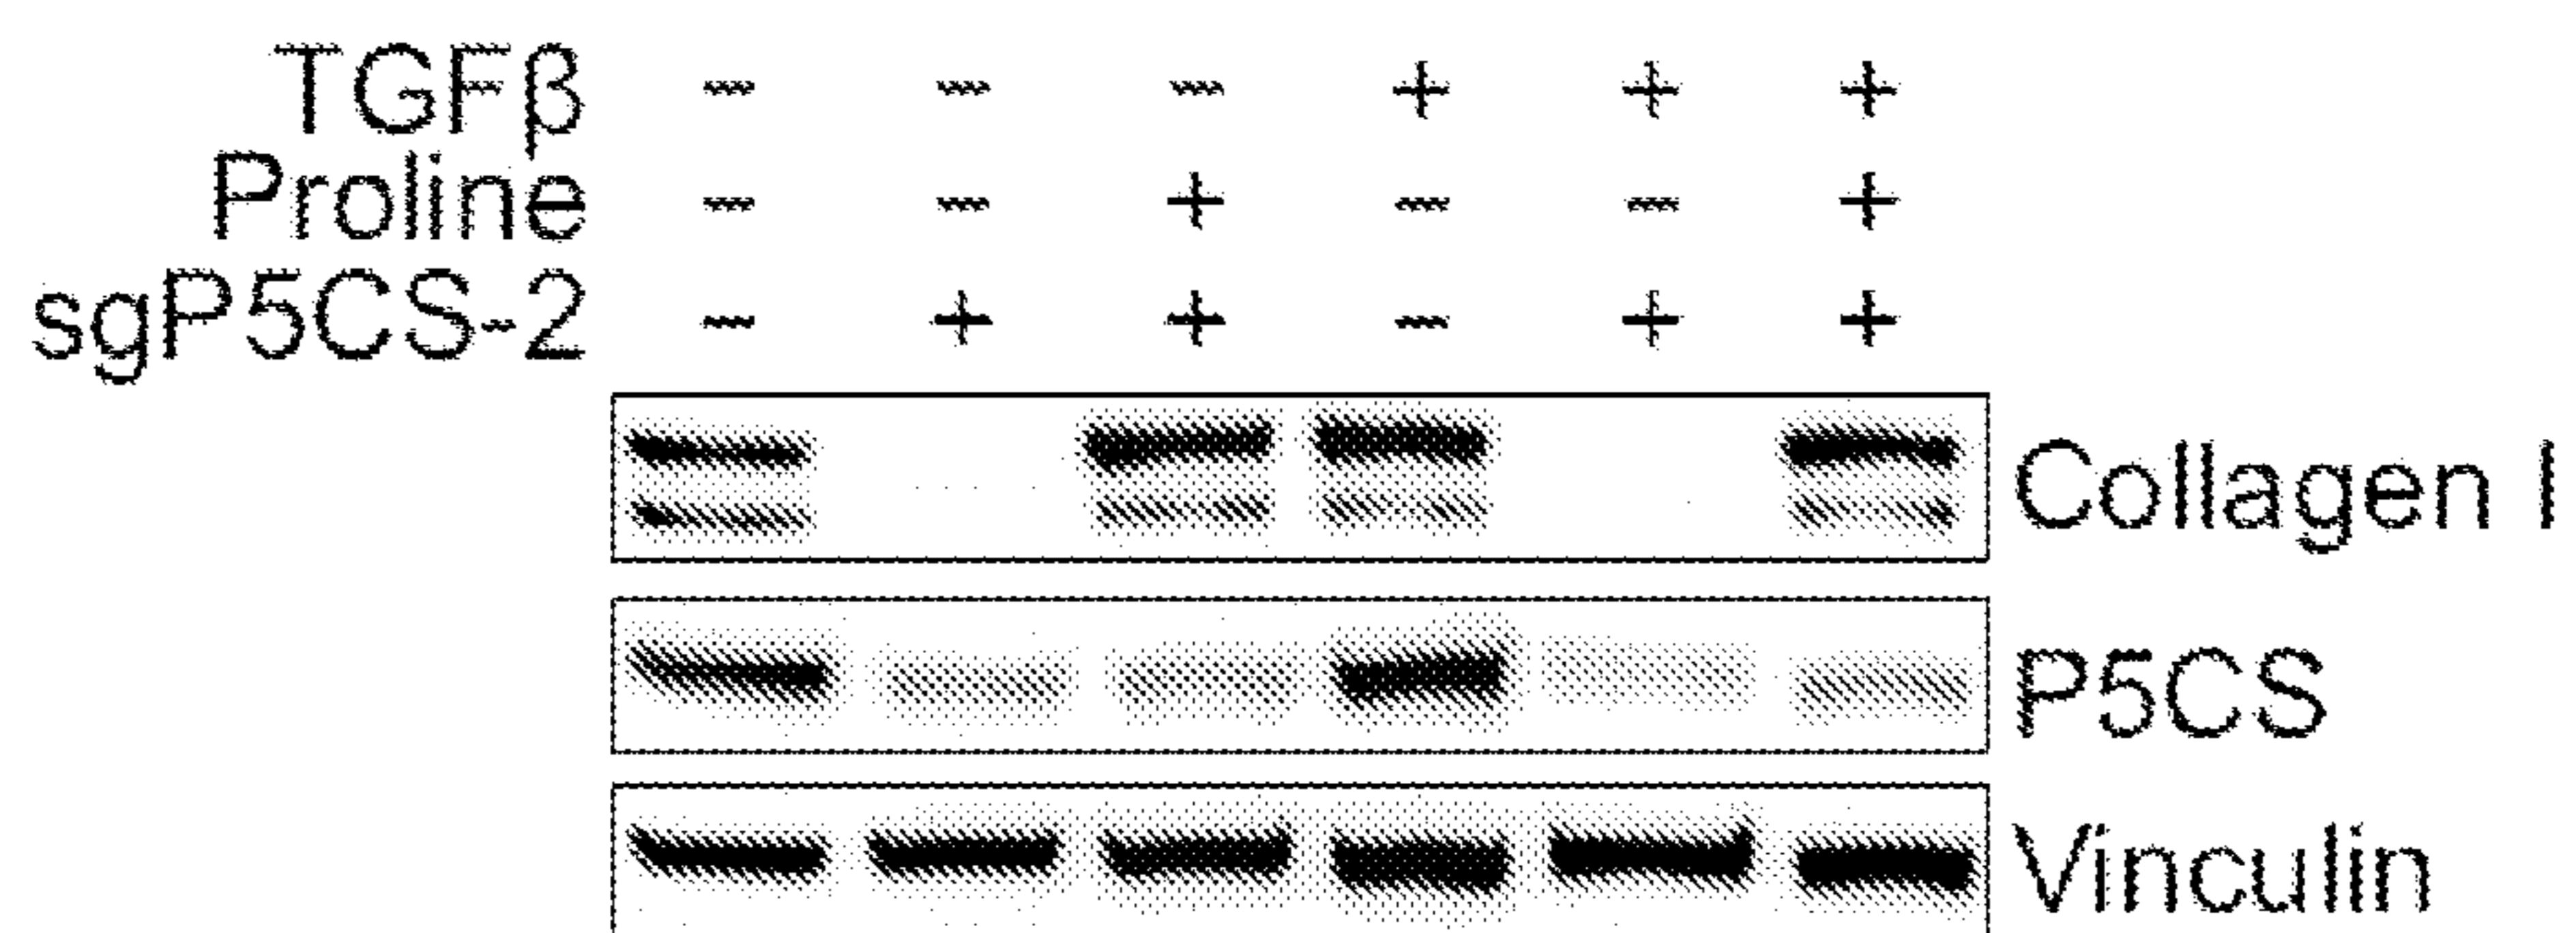 TGFβ - - - + + +
Proline - - + - - +
sgP5CS-2 - + + - + +
Collagen I
P5CS
Vinculin